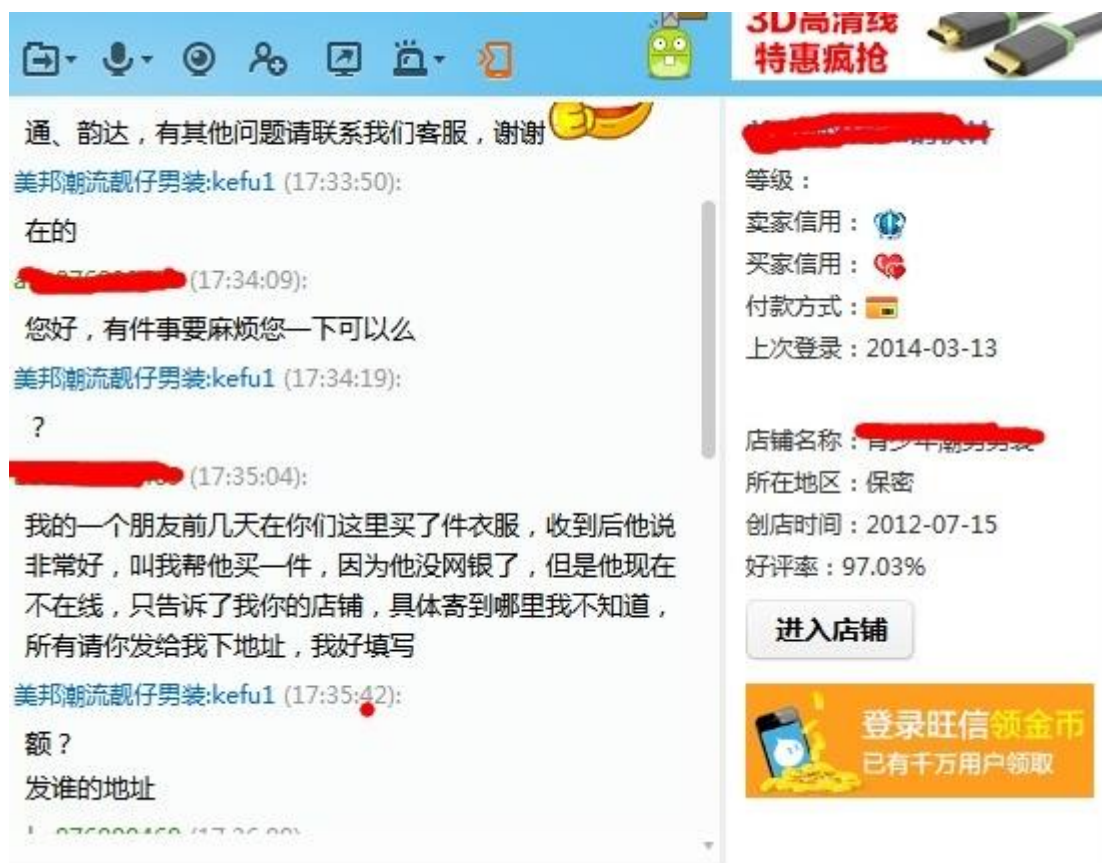 3D高清线
特惠疯抢
通、韵达，有其他问题请联系我们客服，谢谢
美邦潮流靓仔男装:kefu1 (17:33:50):
在的
(17:34:09):
您好，有件事要麻烦您一下可以么
美邦潮流靓仔男装:kefu1 (17:34:19):
？
(17:35:04):
我的一个朋友前几天在你们这里买了件衣服，收到后他说
非常好，叫我帮他买一件，因为他没网银了，但是他现在
不在线，只告诉了我你的店铺，具体寄到哪里我不知道，
所有请你发给我下地址，我好填写
美邦潮流靓仔男装:kefu1 (17:35:42):
额？
发谁的地址
等级：
卖家信用：
买家信用：
付款方式：
上次登录：2014-03-13
店铺名称：
所在地区：保密
创店时间：2012-07-15
好评率：97.03%
进入店铺
登录旺信领金币
已有千万用户领取